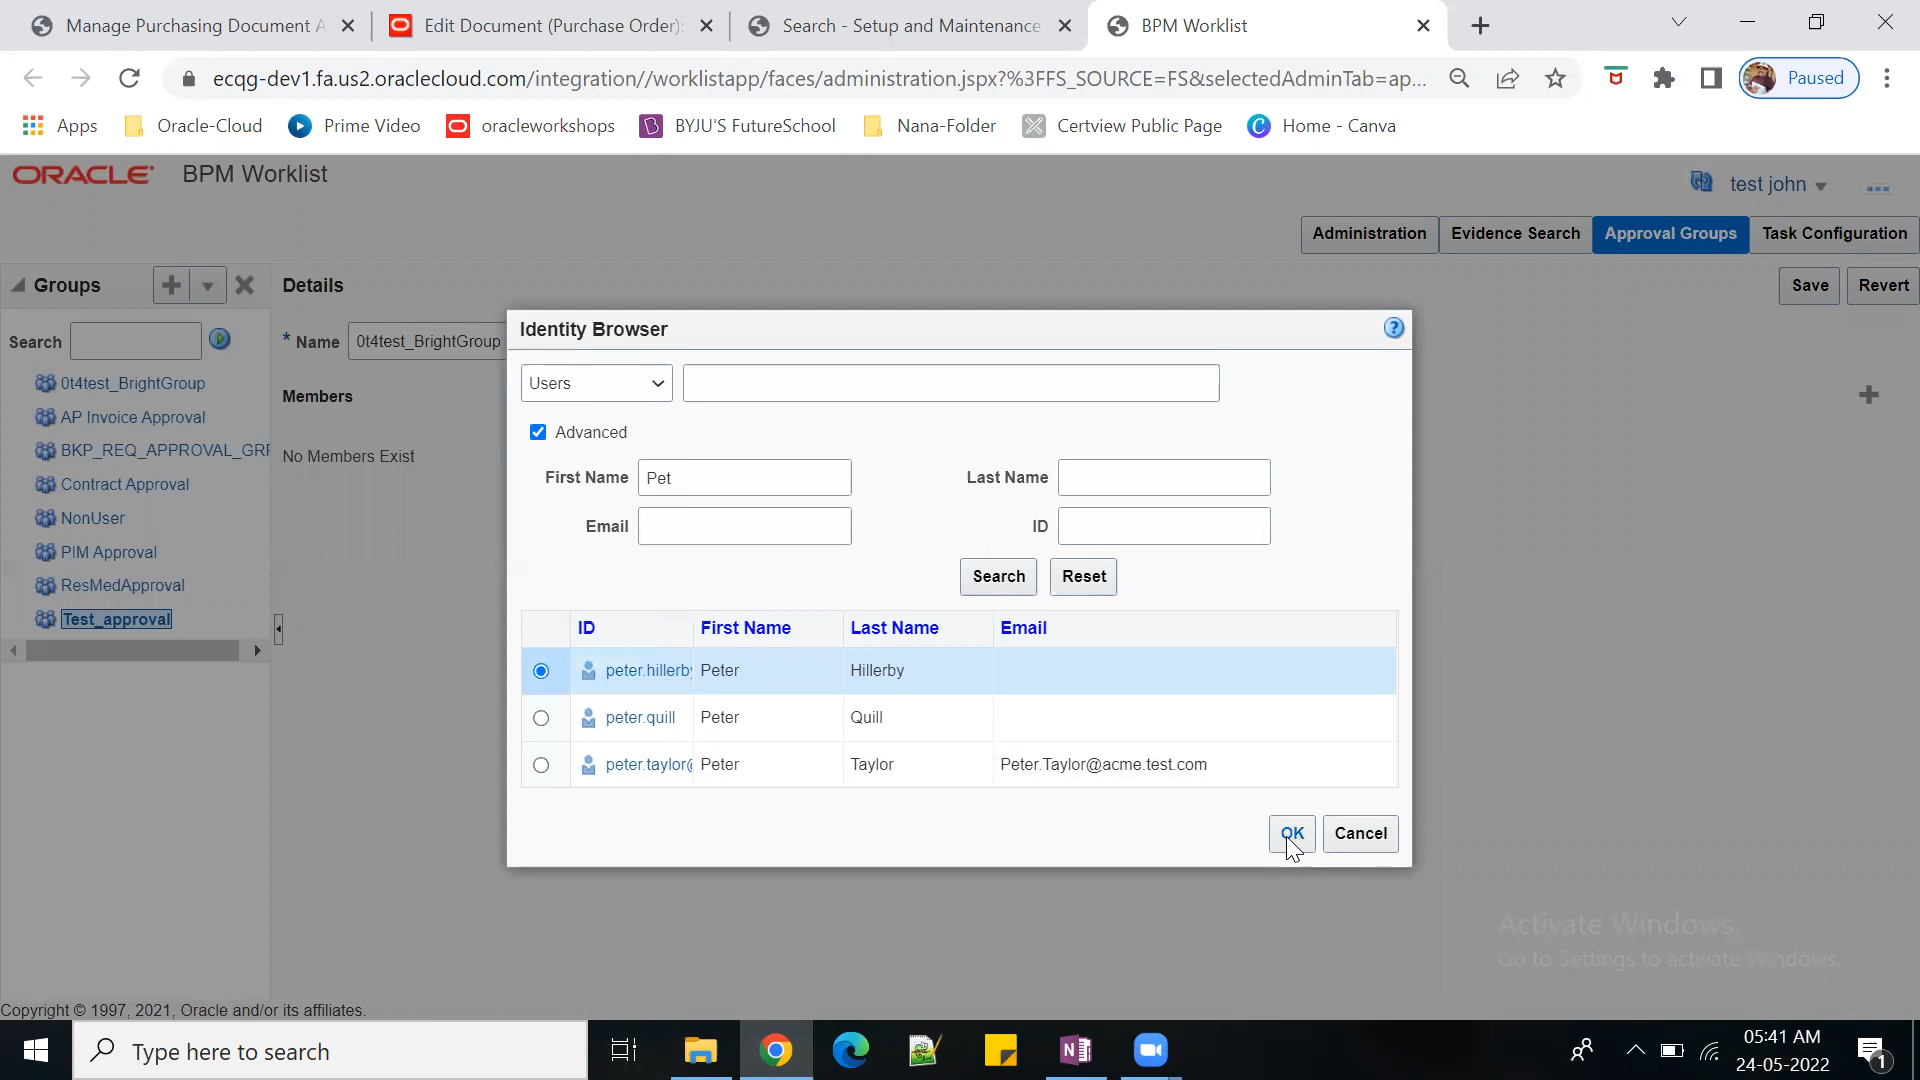 Manage Purchasing Document A
Edit Document (Purchase Order):
Search - Setup and Maintenance
BPM Worklist
ecqg-dev1.fa.us2.oraclecloud.com/integration//worklistapp/faces/administration.jspx?%3FFS_SOURCE=FS&selectedAdminTab=ap...
Paused
Apps
Oracle-Cloud
Prime Video
oracleworkshops
BYJU'S FutureSchool
Nana-Folder
Certview Public Page
Home - Canva
ORACLE BPM Worklist
test john
Administration
Evidence Search
Approval Groups
Task Configuration
Groups
Details
Save
Revert
Search
* Name 0t4test_BrightGroup
0t4test_BrightGroup
AP Invoice Approval
BKP_REQ_APPROVAL_GRF
Contract Approval
NonUser
PIM Approval
ResMedApproval
Test_approval
Members
No Members Exist
Identity Browser
Users
Advanced
First Name Pet
Last Name
Email
ID
Search
Reset
ID First Name Last Name Email
peter.hillerby Peter Hillerby
peter.quill Peter Quill
peter.taylor@ Peter Taylor Peter.Taylor@acme.test.com
OK
Cancel
Activate Windows
Go to Settings to activate Windows.
Copyright © 1997, 2021, Oracle and/or its affiliates.
Type here to search
05:41 AM
24-05-2022
1